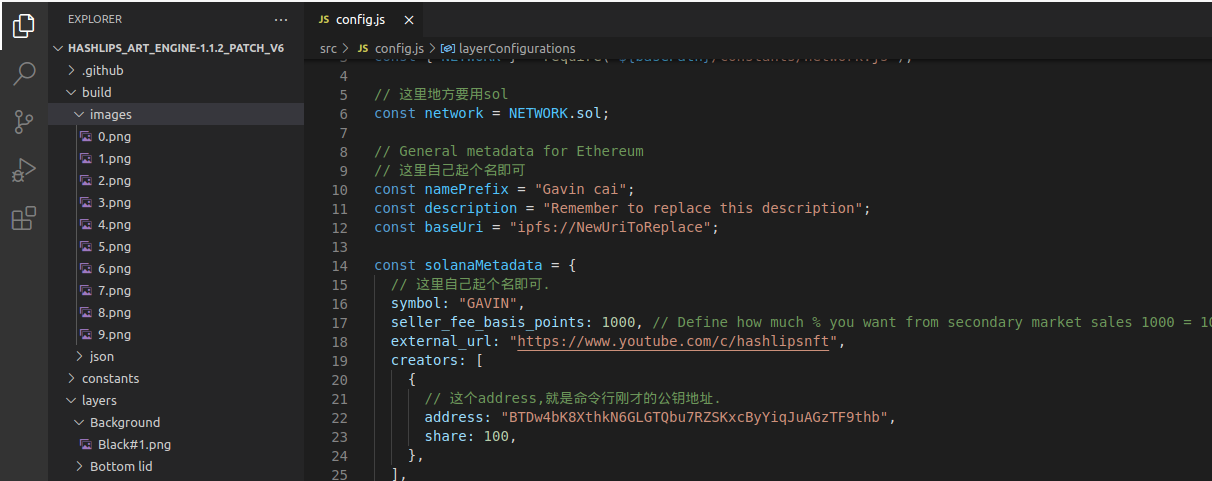 EXPLORER
HASHLIPS_ART_ENGINE-1.1.2_PATCH_V6
.github
build
images
0.png
1.png
2.png
3.png
4.png
5.png
6.png
7.png
8.png
9.png
json
constants
layers
Background
Black#1.png
Bottom lid
JS config.js
src > JS config.js > layerConfigurations
4
5 // 这里地方要用sol
6 const network = NETWORK.sol;
7
8 // General metadata for Ethereum
9 // 这里自己起个名即可
10 const namePrefix = "Gavin cai";
11 const description = "Remember to replace this description";
12 const baseUri = "ipfs://NewUriToReplace";
13
14 const solanaMetadata = {
15 // 这里自己起个名即可.
16 symbol: "GAVIN",
17 seller_fee_basis_points: 1000, // Define how much % you want from secondary market sales 1000 = 10
18 external_url: "https://www.youtube.com/c/hashlipsnft",
19 creators: [
20 {
21 // 这个address,就是命令行刚才的公钥地址.
22 address: "BTDw4bK8XthkN6GLGTQbu7RZSKxcByYiqJuAGzTF9thb",
23 share: 100,
24 },
25 ],